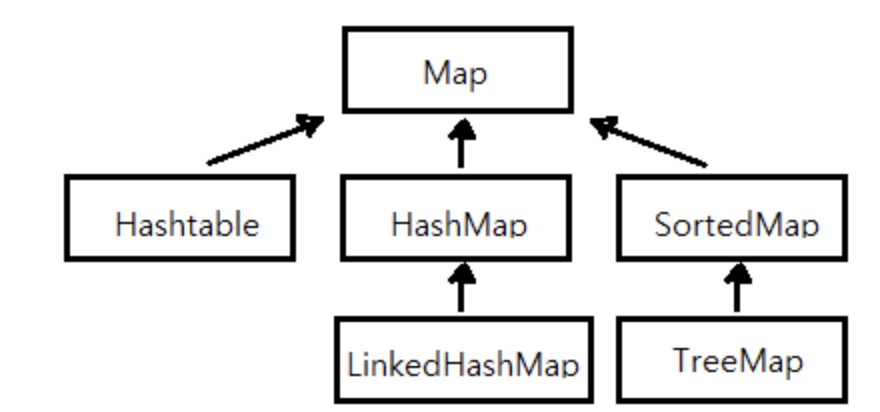 Map
Hashtable
HashMap
SortedMap
LinkedHashMap
TreeMap